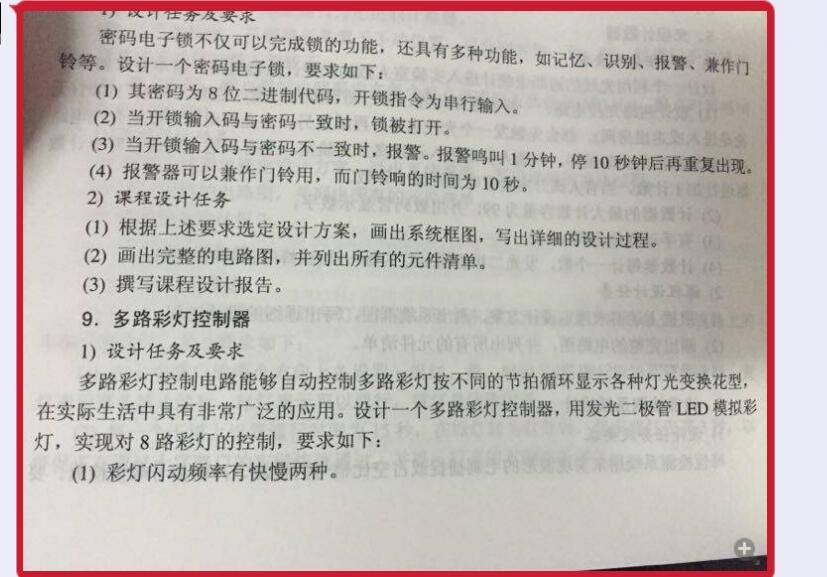 1) 设计任务及要求
密码电子锁不仅可以完成锁的功能，还具有多种功能，如记忆、识别、报警、兼作门
铃等。设计一个密码电子锁，要求如下：
(1) 其密码为 8 位二进制代码，开锁指令为串行输入。
(2) 当开锁输入码与密码一致时，锁被打开。
(3) 当开锁输入码与密码不一致时，报警。报警鸣叫 1 分钟，停 10 秒钟后再重复出现。
(4) 报警器可以兼作门铃用，而门铃响的时间为 10 秒。
2) 课程设计任务
(1) 根据上述要求选定设计方案，画出系统框图，写出详细的设计过程。
(2) 画出完整的电路图，并列出所有的元件清单。
(3) 撰写课程设计报告。
9．多路彩灯控制器
1) 设计任务及要求
多路彩灯控制电路能够自动控制多路彩灯按不同的节拍循环显示各种灯光变换花型，
在实际生活中具有非常广泛的应用。设计一个多路彩灯控制器，用发光二极管 LED 模拟彩
灯，实现对 8 路彩灯的控制，要求如下：
(1) 彩灯闪动频率有快慢两种。